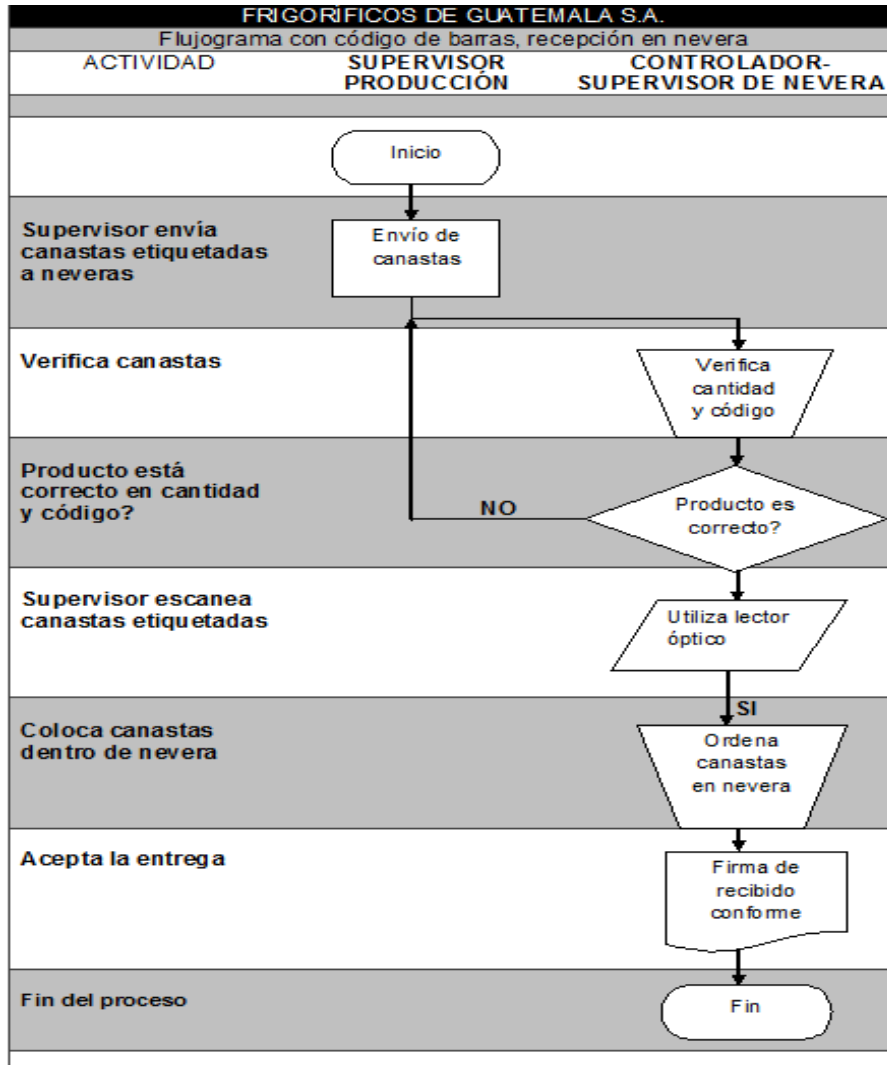 FRIGORÍFICOS DE GUATEMALA S.A.
Flujograma con código de barras, recepción en nevera
ACTIVIDAD
SUPERVISOR
PRODUCCIÓN
CONTROLADOR-
SUPERVISOR DE NEVERA
Inicio
Supervisor envía
canastas etiquetadas
a neveras
Envío de
canastas
Verifica canastas
Verifica
cantidad
y código
Producto está
correcto en cantidad
y código?
NO
Producto es
correcto?
Supervisor escanea
canastas etiquetadas
Utiliza lector
óptico
SI
Coloca canastas
dentro de nevera
Ordena
canastas
en nevera
Acepta la entrega
Firma de
recibido
conforme
Fin del proceso
Fin